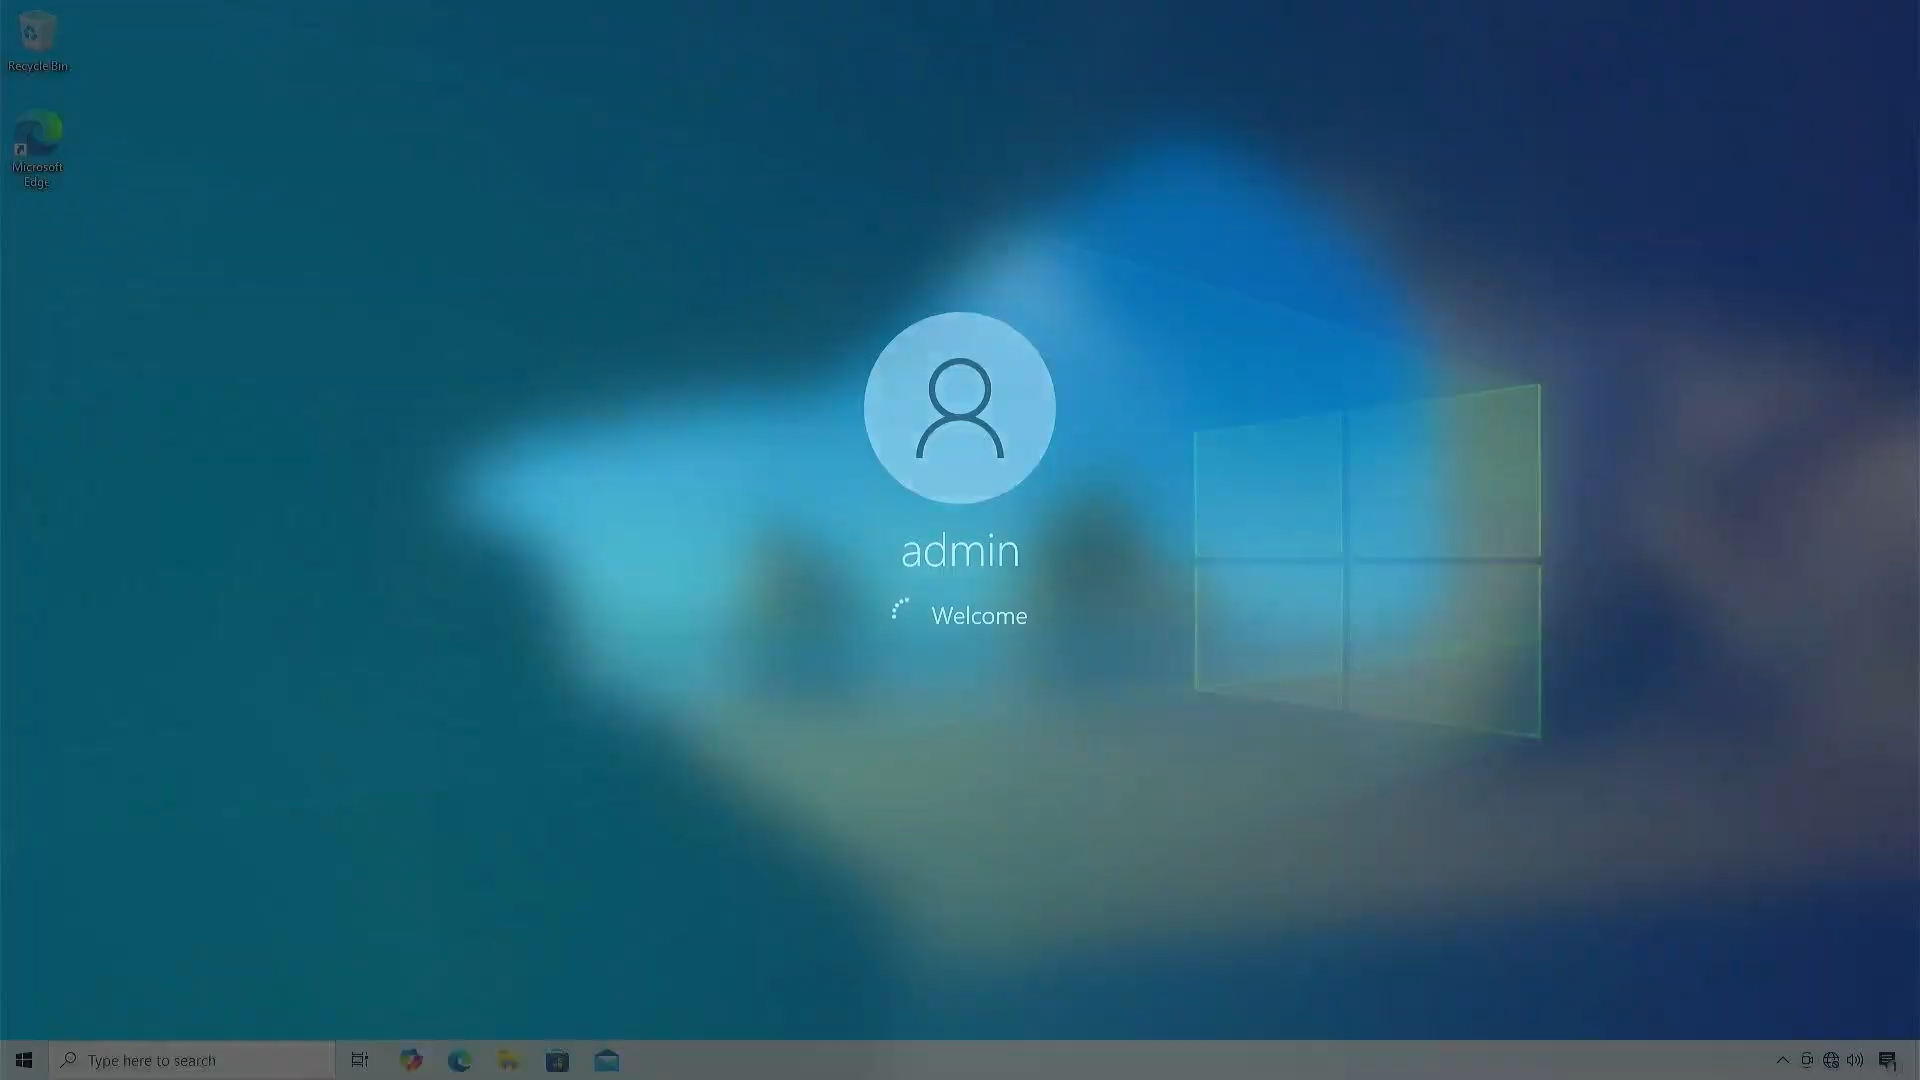 Recycle Bin
Microsoft
Edge
admin
Welcome
Type here to search